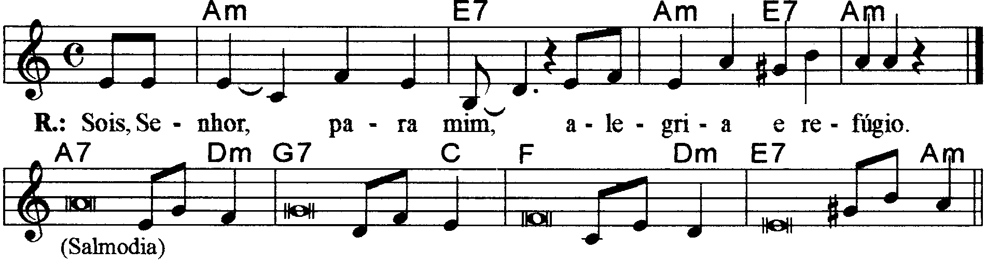 Am E7 Am E7 Am
R.: Sois, Se - nhor, pa - ra mim, a - le - gri - a e re - fúgio.
A7 Dm G7 C F Dm E7 Am
(Salmodia)